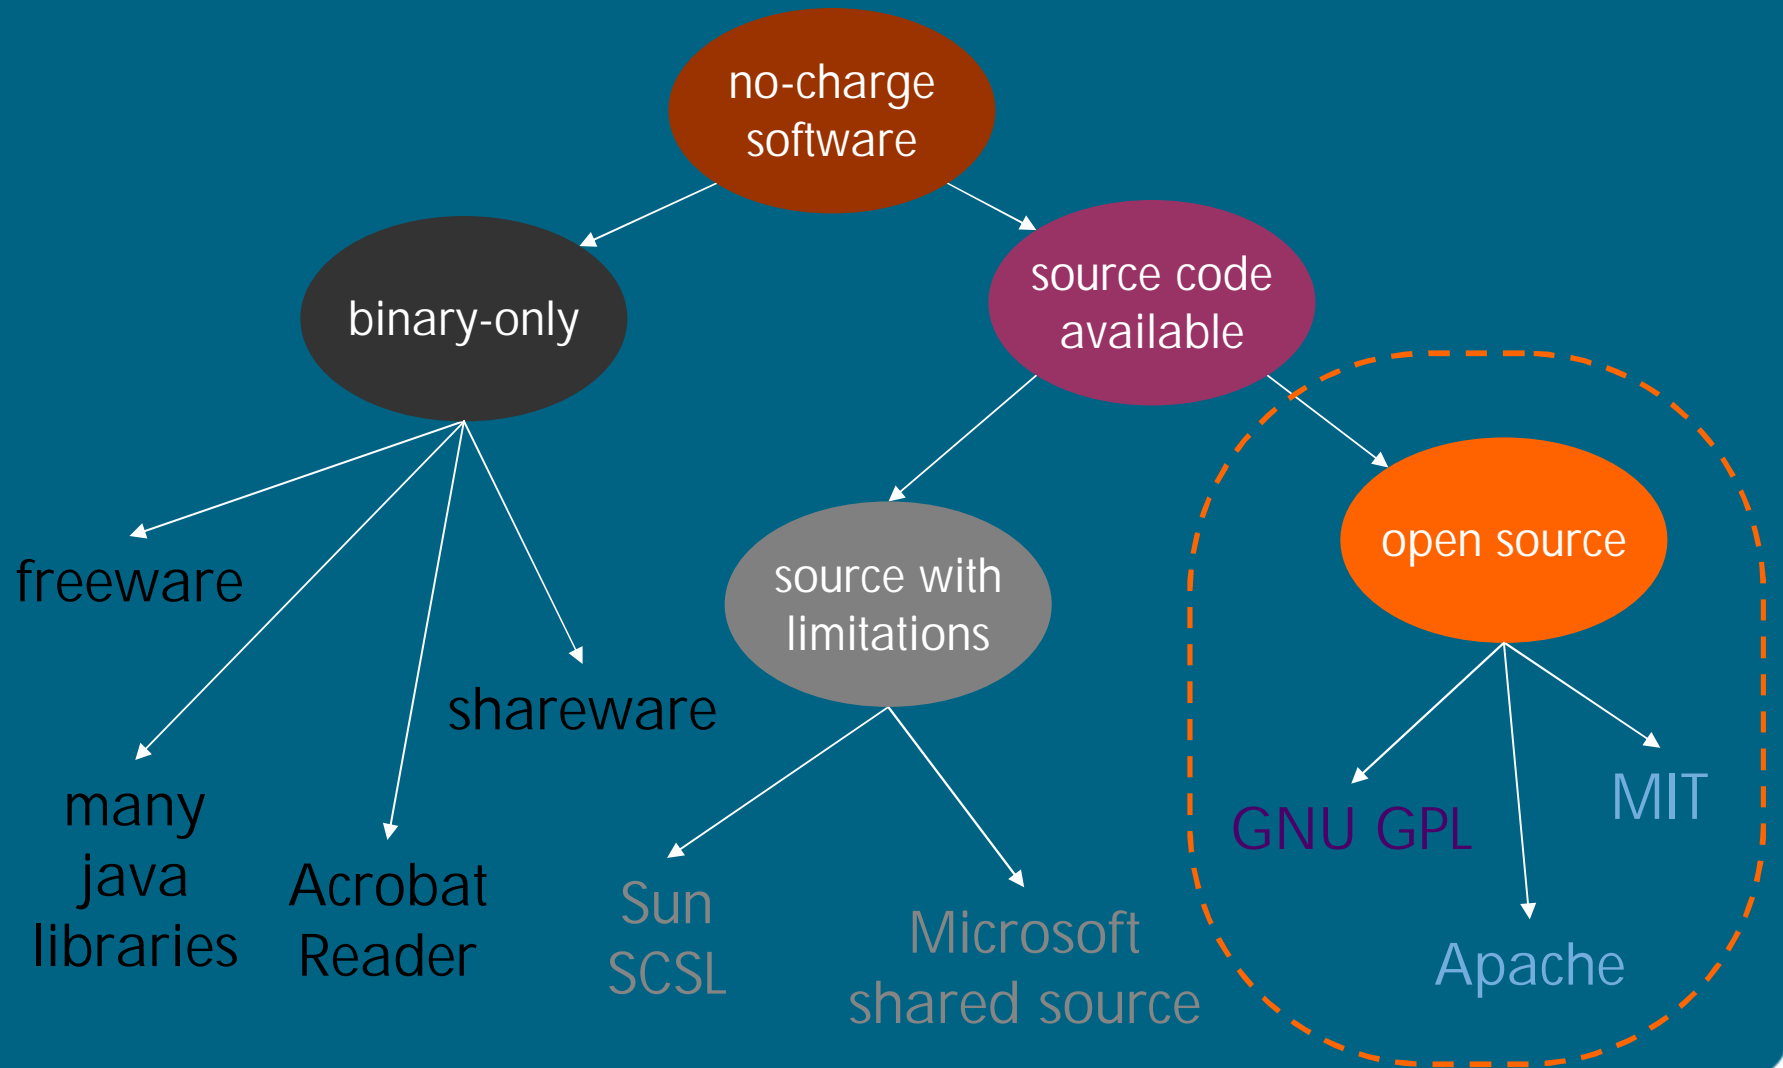 no-charge
software
binary-only
source code
available
open source
source with
limitations
freeware
shareware
many
java
libraries
Acrobat
Reader
Sun
SCSL
Microsoft
shared source
GNU GPL
MIT
Apache